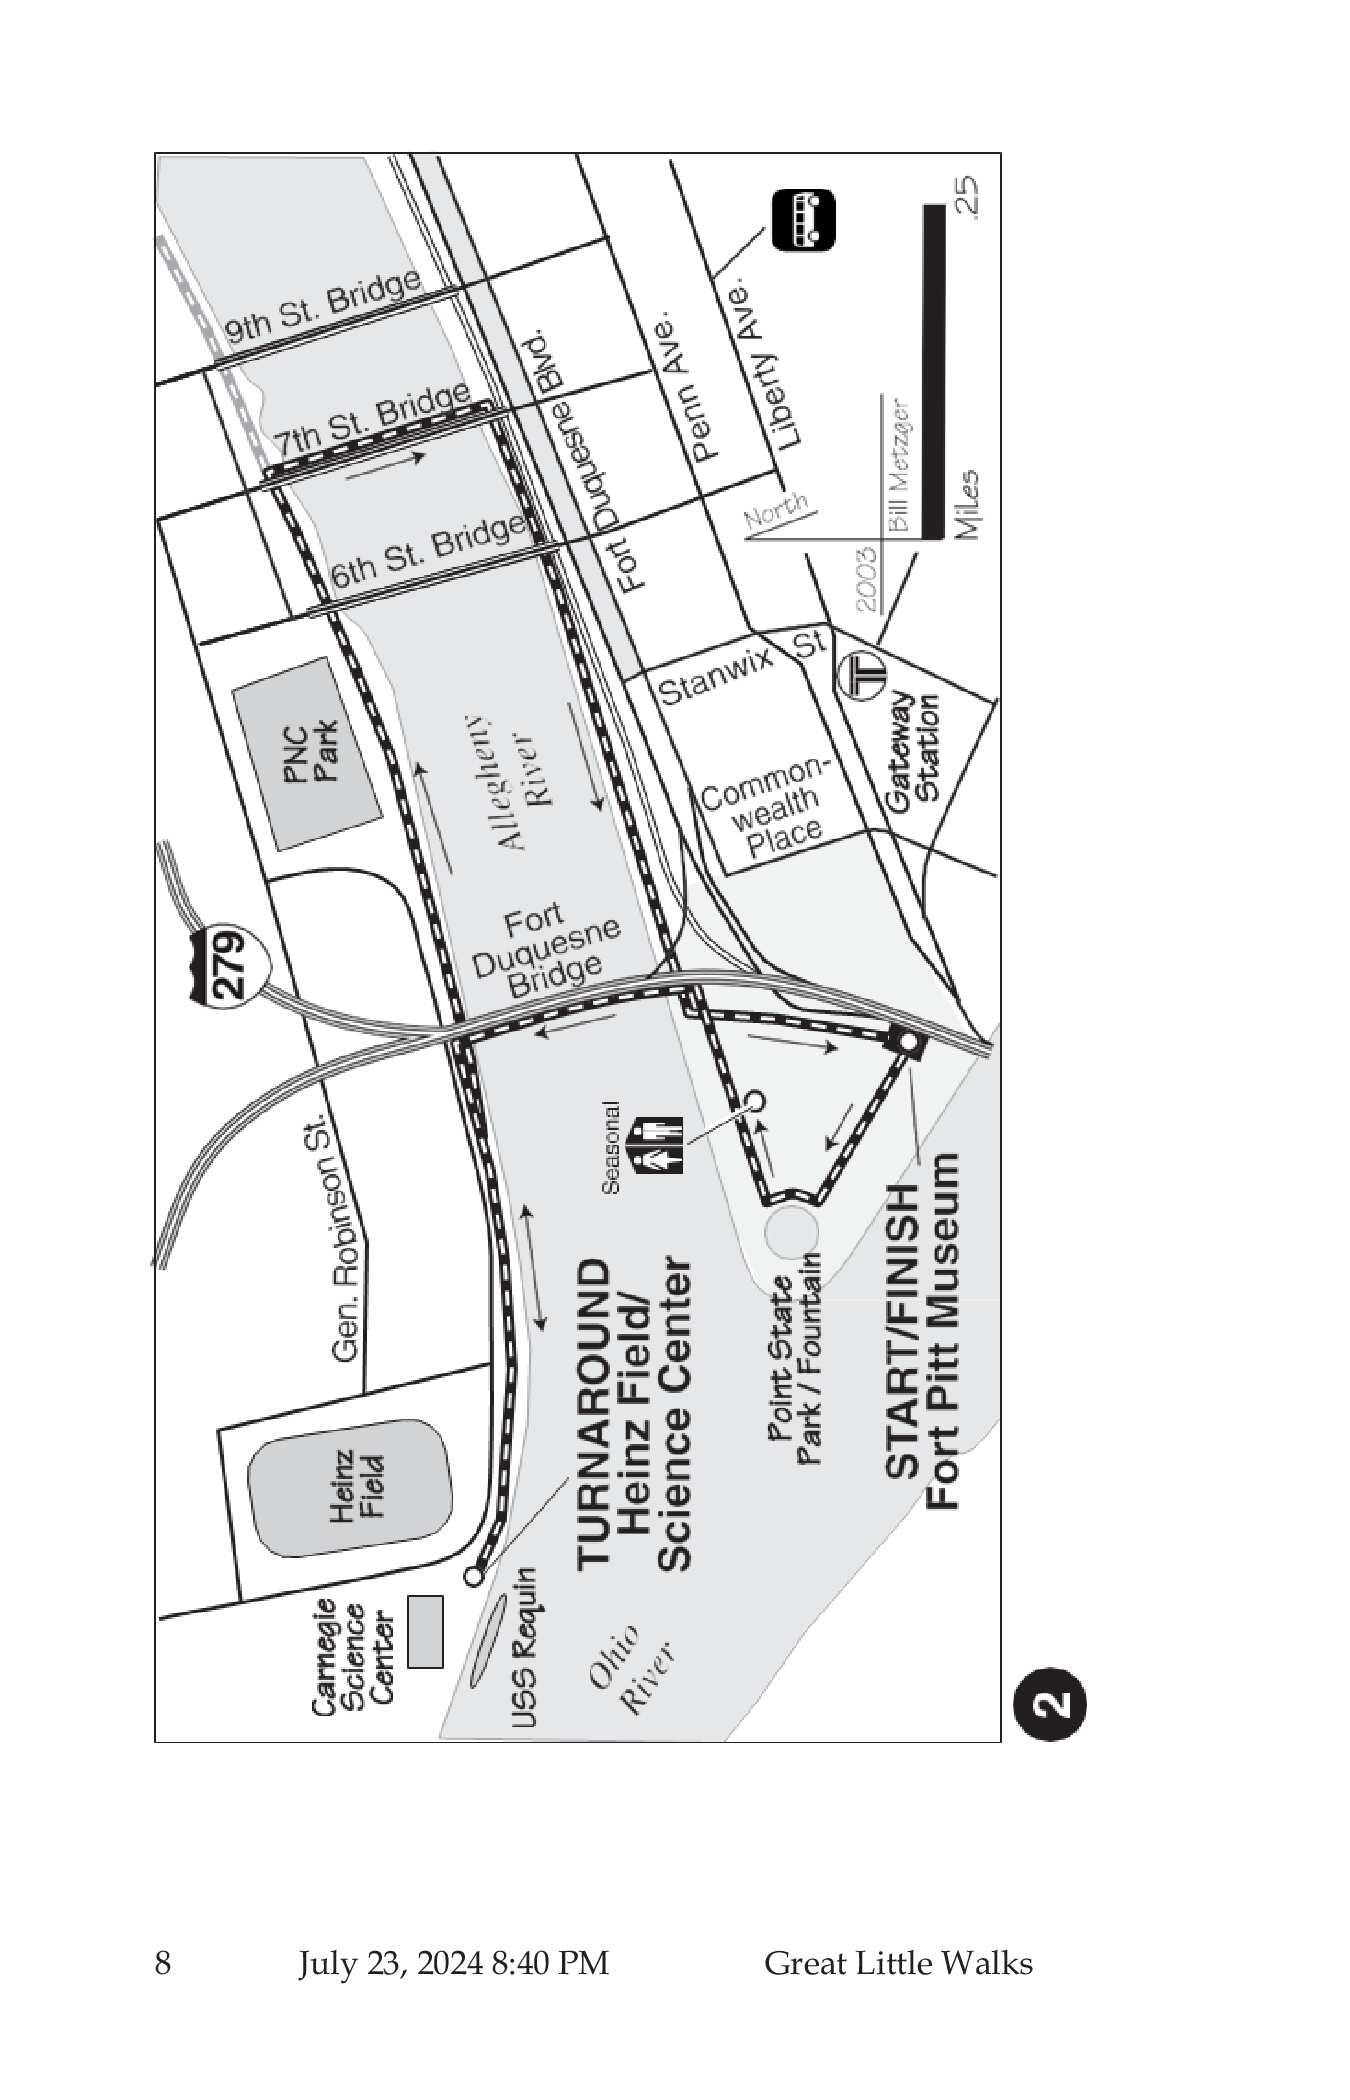 9th St. Bridge
7th St. Bridge
6th St. Bridge
Fort Duquesne Blvd.
Penn Ave.
Liberty Ave.
.25
Miles
North
Bill Metzger
2003
PNC
Park
Allegheny
River
Stanwix St
Gateway
Station
Common-
wealth
Place
279
Fort
Duquesne
Bridge
Gen. Robinson St.
Seasonal
TURNAROUND
Heinz Field/
Science Center
Point State
Park / Fountain
START/FINISH
Fort Pitt Museum
Heinz
Field
Carnegie
Science
Center
USS Requin
Ohio
River
2
8 July 23, 2024 8:40 PM Great Little Walks